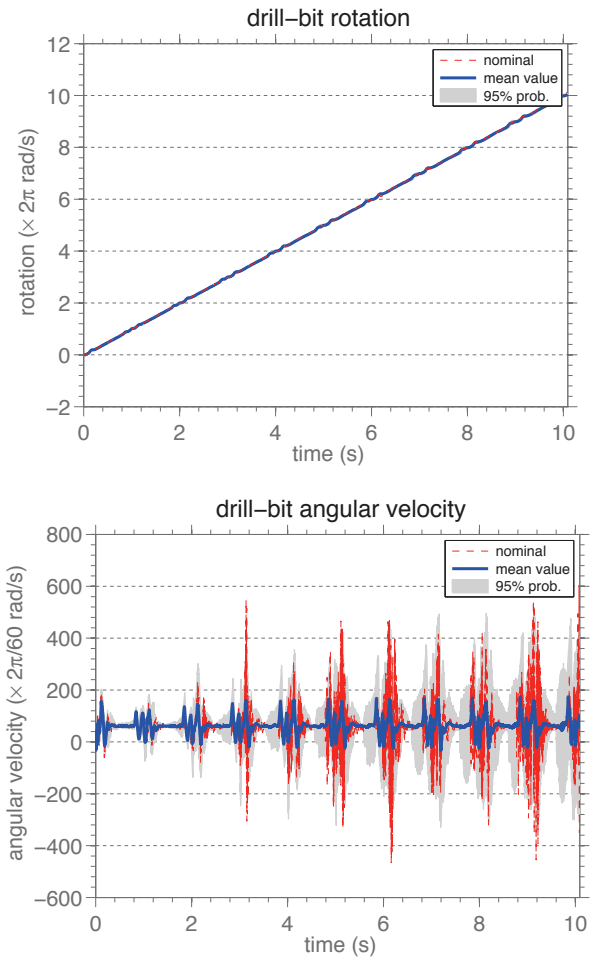 drill−bit rotation
12
10
8
6
4
2
0
−2
rotation (× 2π rad/s)
nominal
mean value
95% prob.
0 2 4 6 8 10
time (s)
drill−bit angular velocity
800
600
400
200
0
−200
−400
−600
angular velocity (× 2π/60 rad/s)
nominal
mean value
95% prob.
0 2 4 6 8 10
time (s)